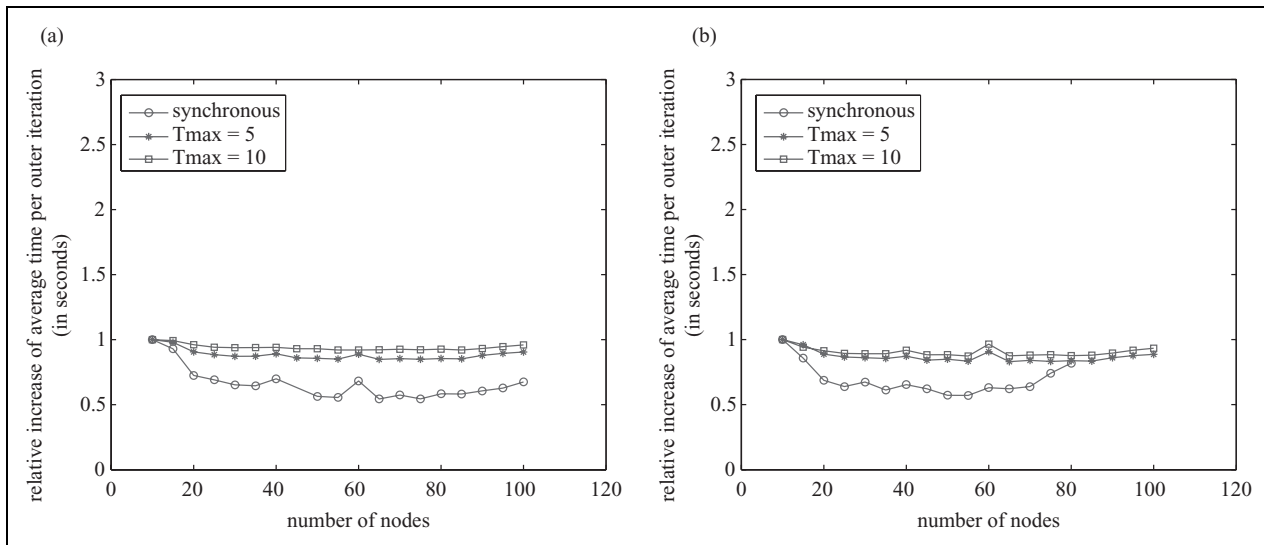 (a)
relative increase of average time per outer iteration
(in seconds)
3
2.5
2
1.5
1
0.5
0
synchronous
Tmax = 5
Tmax = 10
0
20
40
60
80
100
120
number of nodes
(b)
relative increase of average time per outer iteration
(in seconds)
3
2.5
2
1.5
1
0.5
0
synchronous
Tmax = 5
Tmax = 10
0
20
40
60
80
100
120
number of nodes